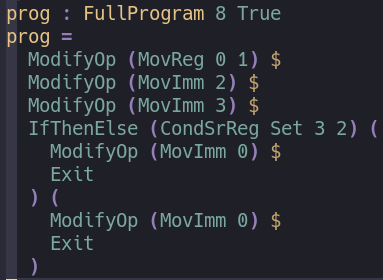 prog : FullProgram 8 True
prog =
  ModifyOp (MovReg 0 1) $
  ModifyOp (MovImm 2) $
  ModifyOp (MovImm 3) $
  IfThenElse (CondSrReg Set 3 2) (
    ModifyOp (MovImm 0) $
    Exit
  ) (
    ModifyOp (MovImm 0) $
    Exit
  )